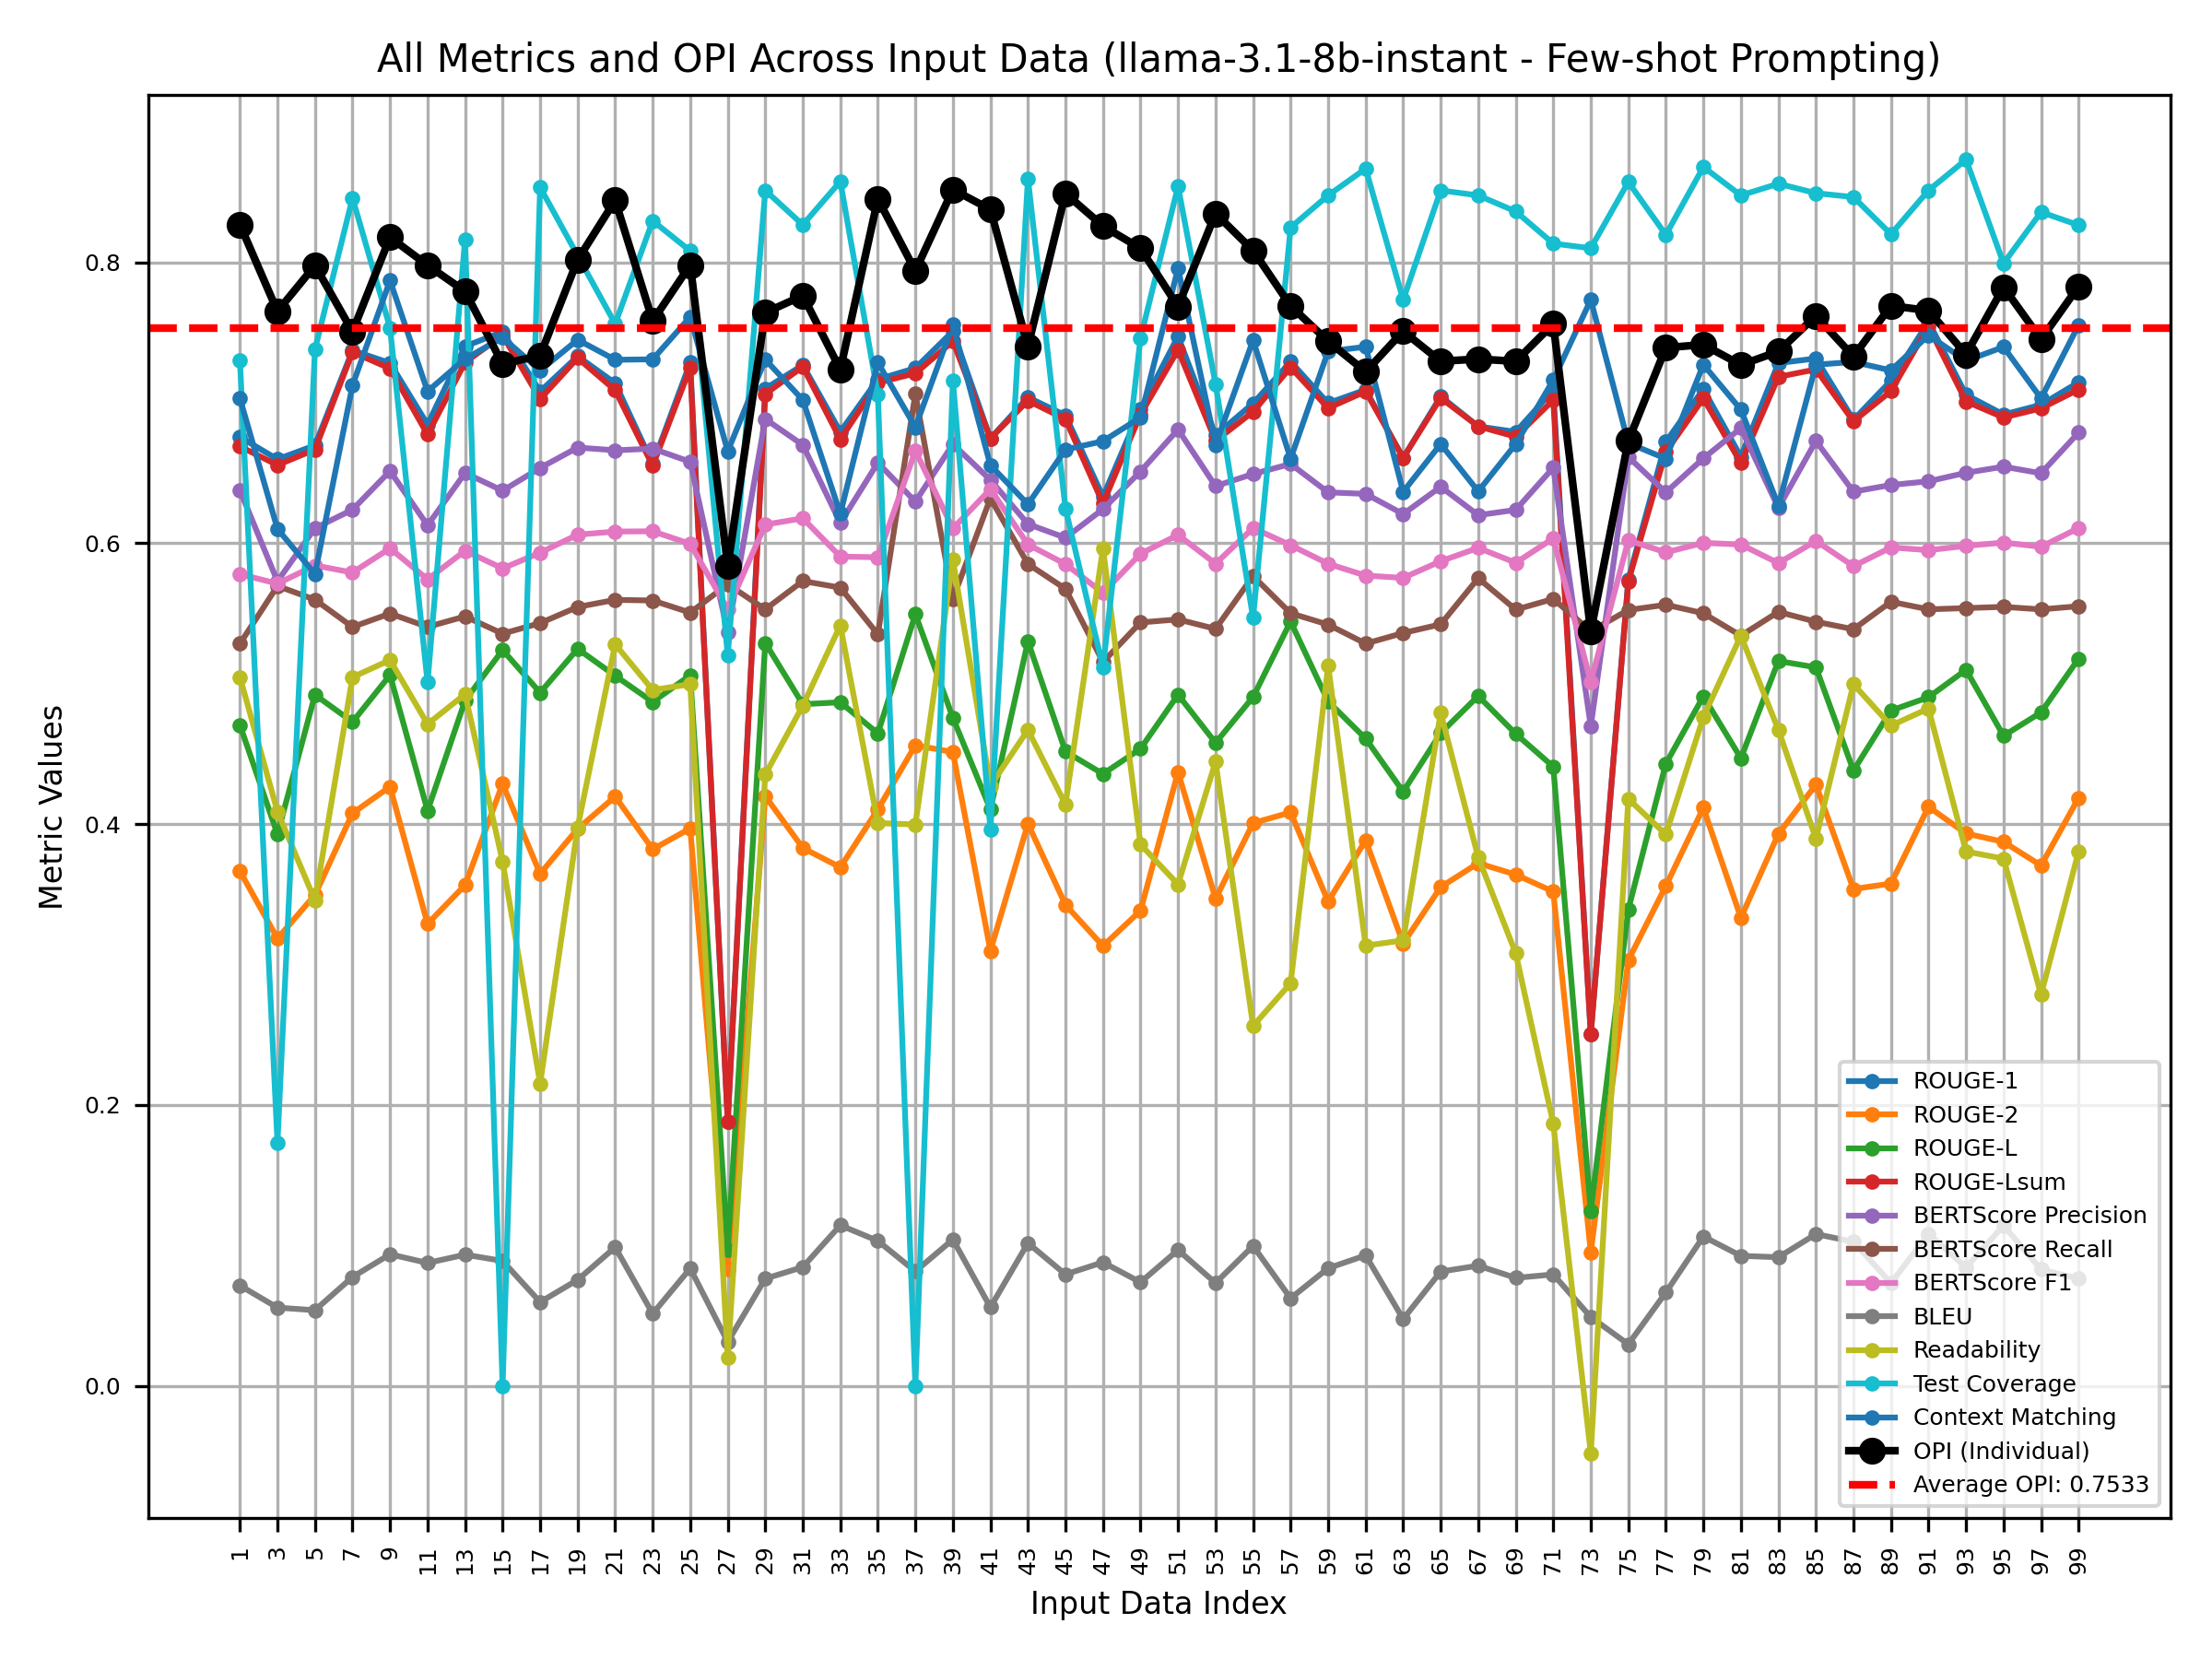 All Metrics and OPI Across Input Data (llama-3.1-8b-instant - Few-shot Prompting)
Metric Values
0.8
0.6
0.4
0.2
0.0
ROUGE-1
ROUGE-2
ROUGE-L
ROUGE-Lsum
BERTScore Precision
BERTScore Recall
BERTScore F1
BLEU
Readability
Test Coverage
Context Matching
OPI (Individual)
Average OPI: 0.7533
1 3 5 7 9 11 13 15 17 19 21 23 25 27 29 31 33 35 37 39 41 43 45 47 49 51 53 55 57 59 61 63 65 67 69 71 73 75 77 79 81 83 85 87 89 91 93 95 97 99
Input Data Index